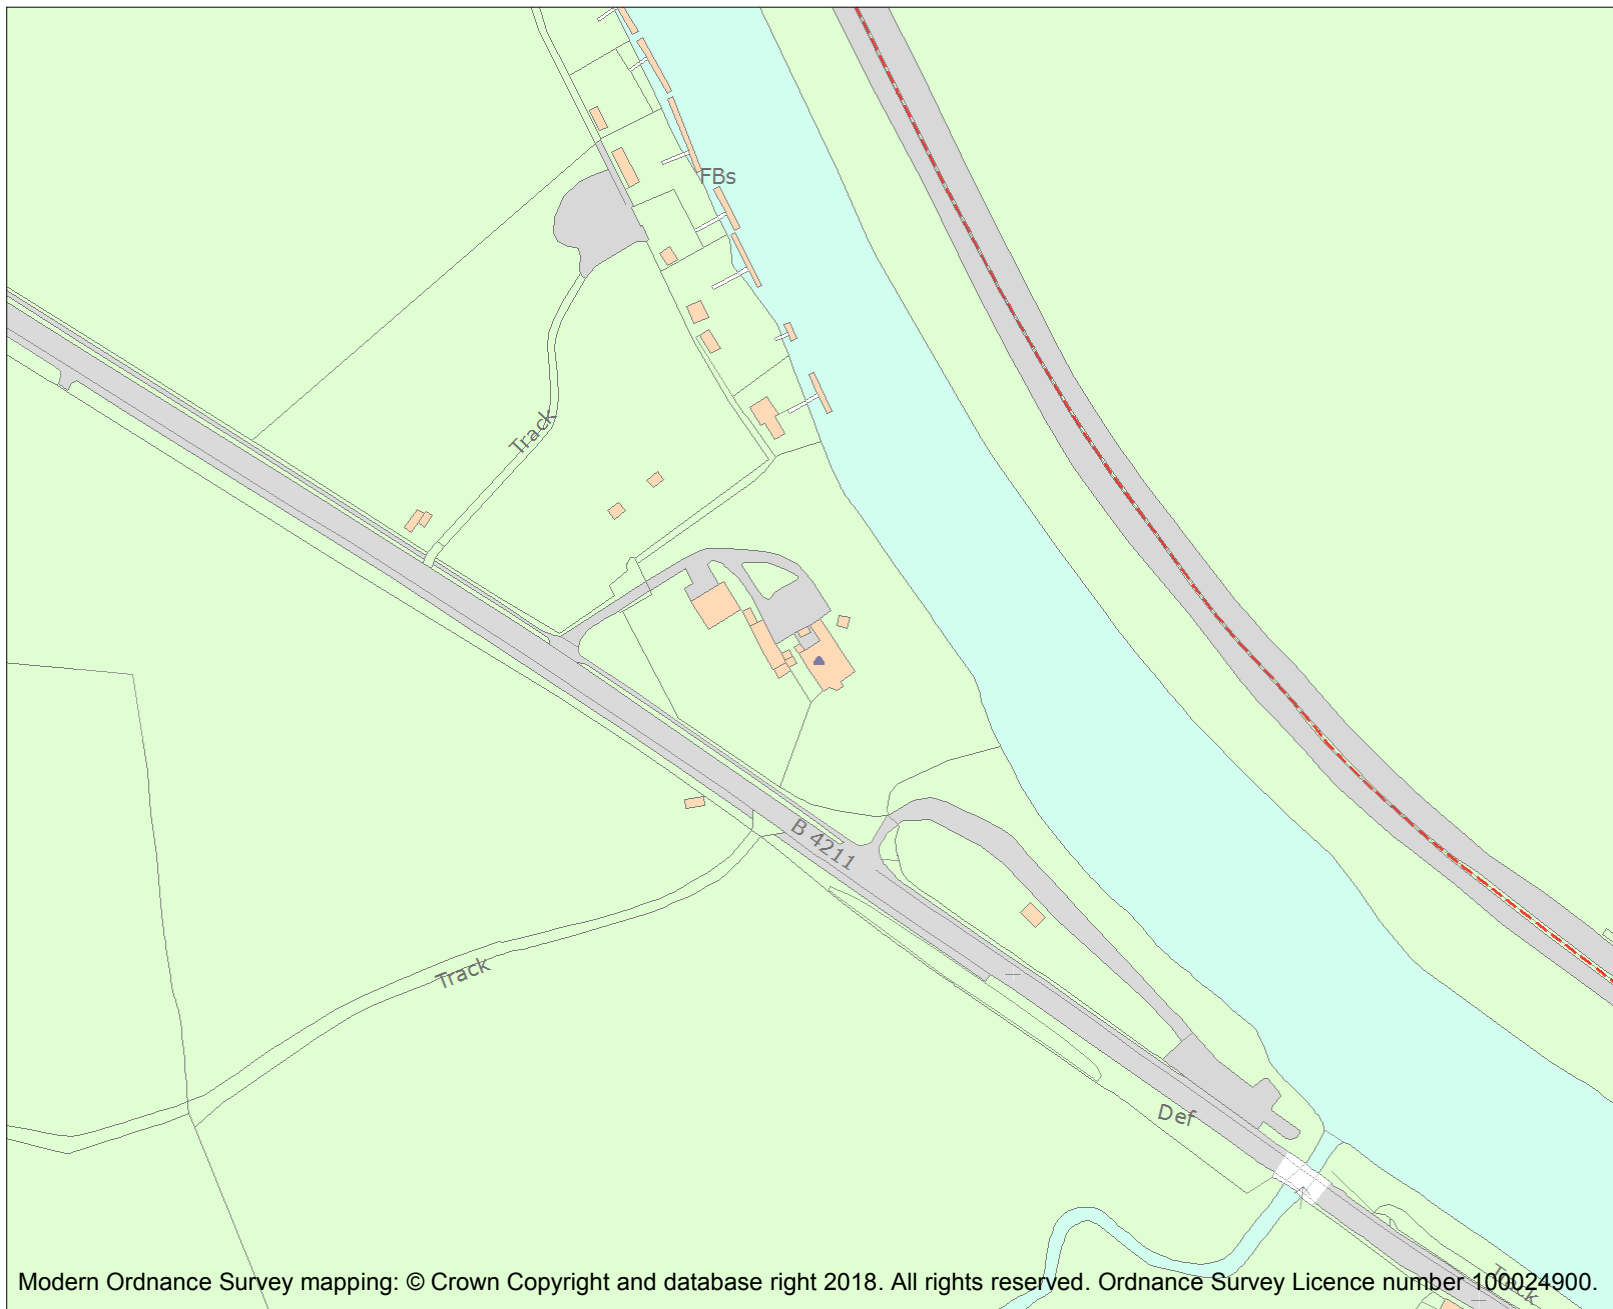 FBs
Track
B 4211
Track
Def
Track
Modern Ordnance Survey mapping: © Crown Copyright and database right 2018. All rights reserved. Ordnance Survey Licence number 100024900.